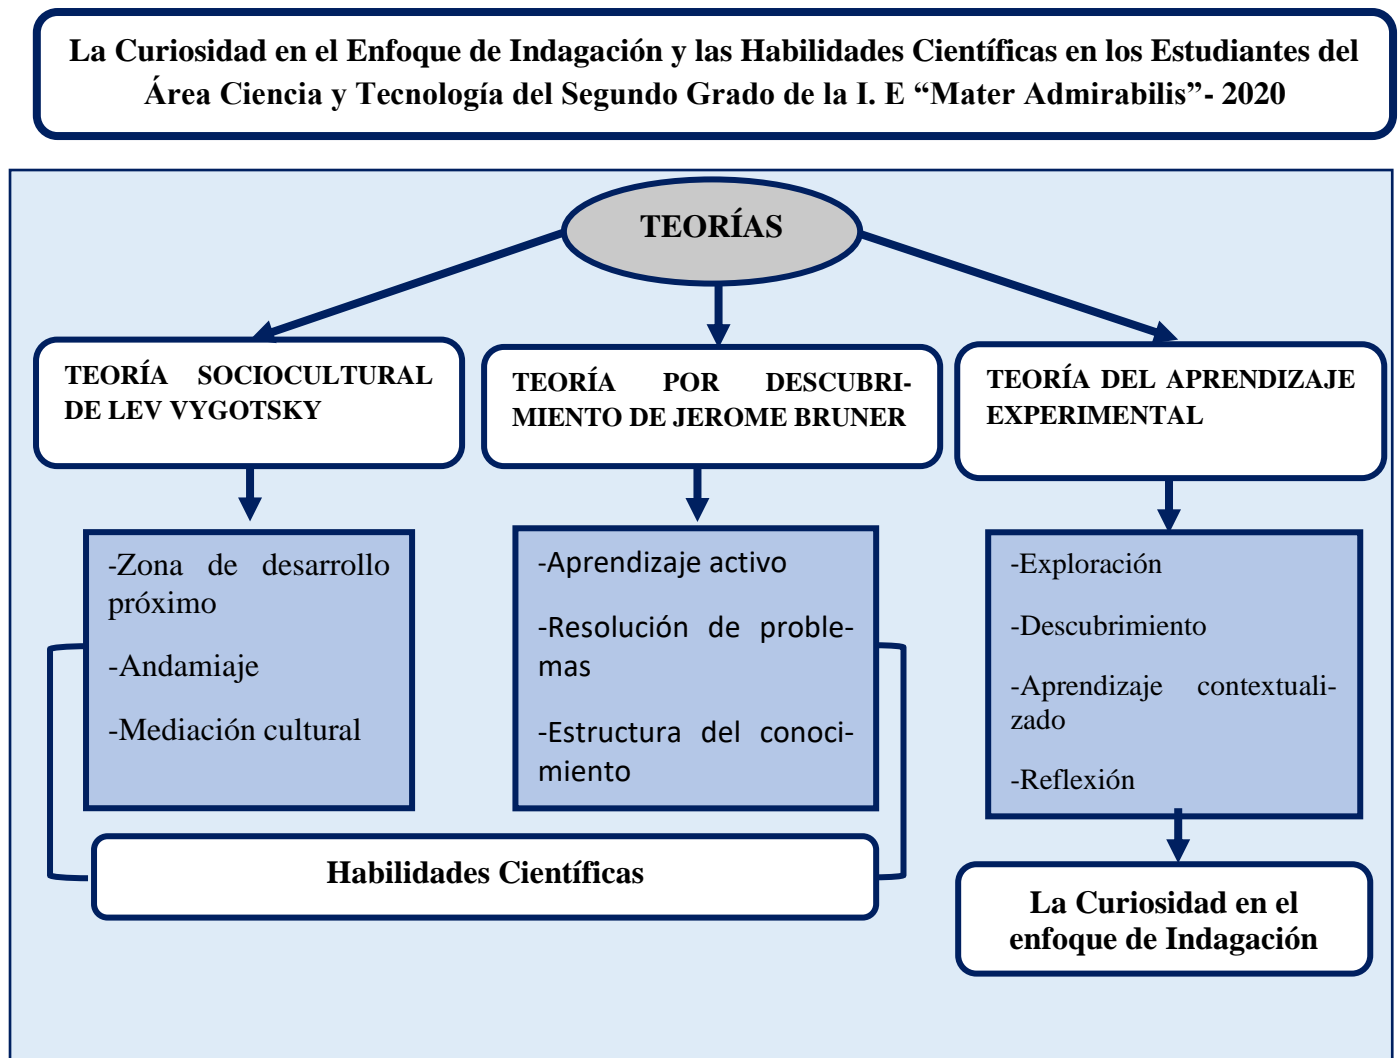 La Curiosidad en el Enfoque de Indagación y las Habilidades Científicas en los Estudiantes del
Área Ciencia y Tecnología del Segundo Grado de la I. E “Mater Admirabilis”- 2020
TEORÍAS
TEORÍA SOCIOCULTURAL
DE LEV VYGOTSKY
TEORÍA POR DESCUBRI-
MIENTO DE JEROME BRUNER
TEORÍA DEL APRENDIZAJE
EXPERIMENTAL
-Zona de desarrollo
próximo
-Andamiaje
-Mediación cultural
-Aprendizaje activo
-Resolución de proble-
mas
-Estructura del conoci-
miento
-Exploración
-Descubrimiento
-Aprendizaje contextuali-
zado
-Reflexión
Habilidades Científicas
La Curiosidad en el
enfoque de Indagación